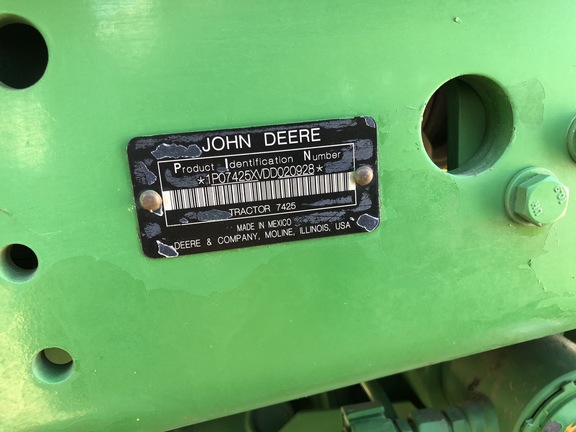 JOHN DEERE
Product Identification Number
*1P07425XVDD020928*
TRACTOR 7425
MADE IN MEXICO
DEERE & COMPANY, MOLINE, ILLINOIS, USA